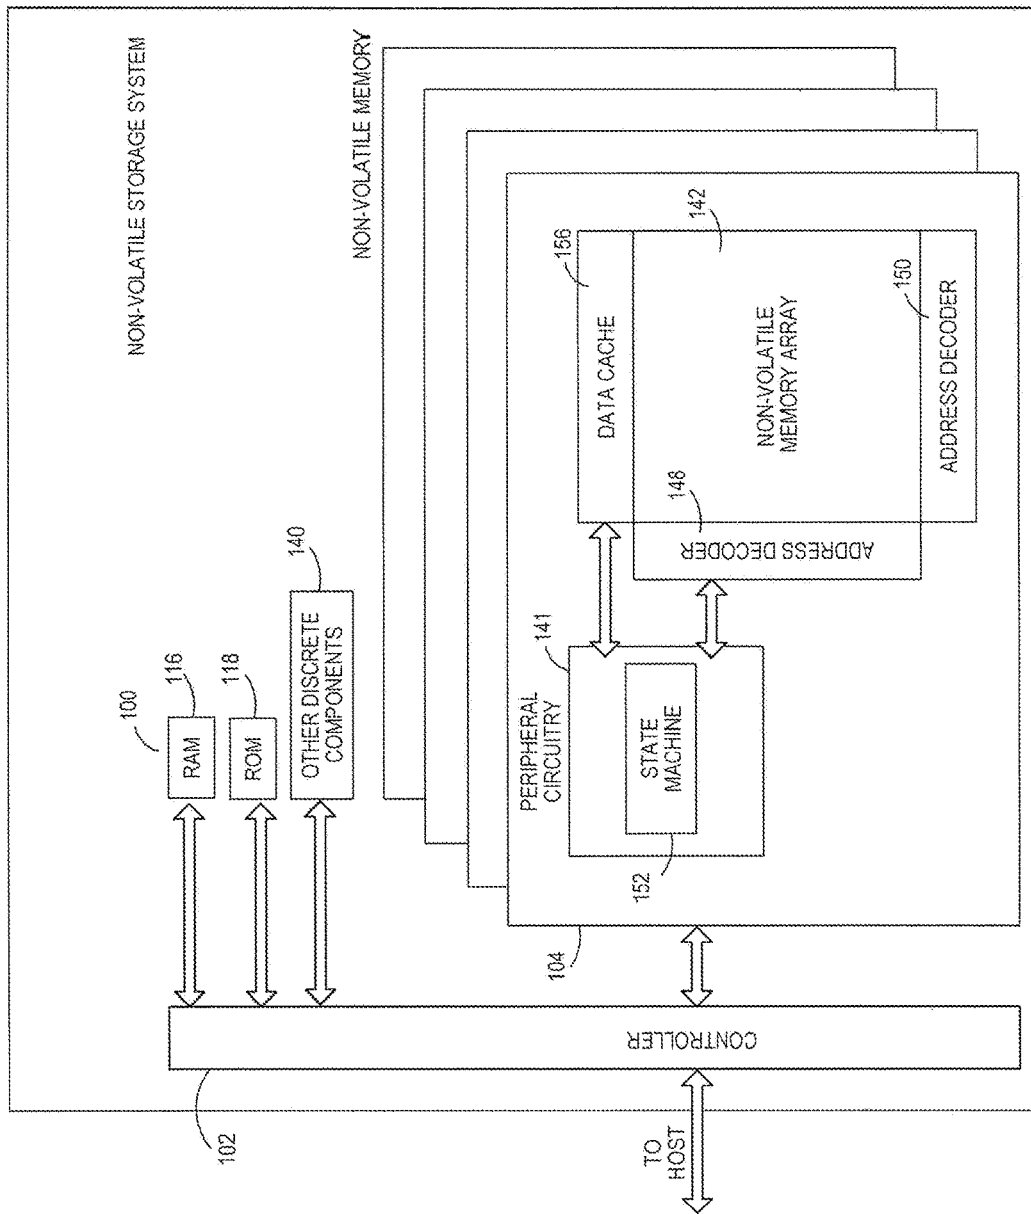 NON-VOLATILE STORAGE SYSTEM
100
RAM
116
ROM
118
OTHER DISCRETE
COMPONENTS
140
NON-VOLATILE MEMORY
TO
HOST
102
CONTROLLER
104
PERIPHERAL
CIRCUITRY
141
STATE
MACHINE
152
DATA CACHE
156
ADDRESS DECODER
148
NON-VOLATILE
MEMORY ARRAY
142
ADDRESS DECODER
150